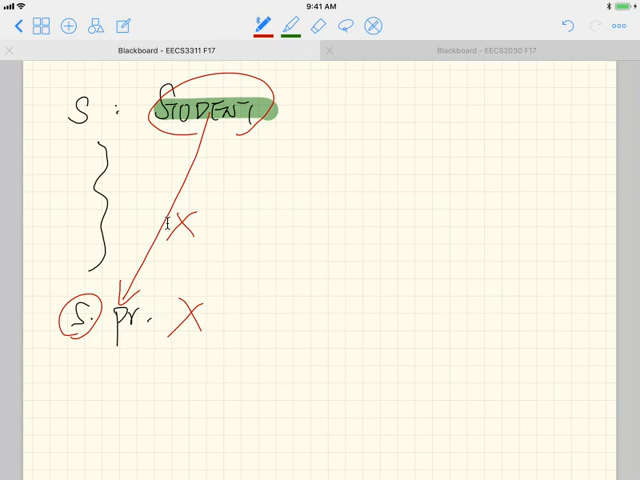 9:41 AM
Blackboard - EECS3311 F17
Blackboard - EECS2030 F17
S : STUDENT
X
S. pr. X